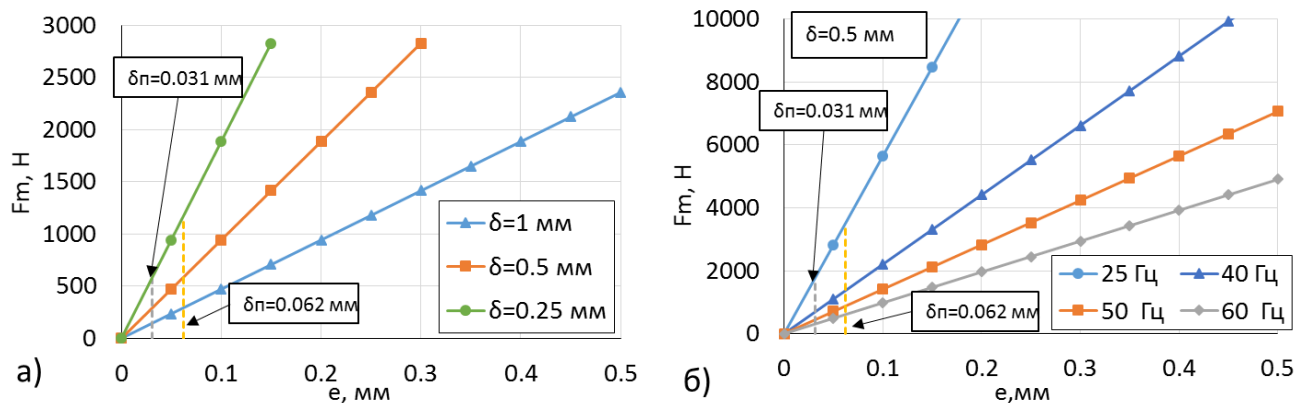 3000
2500
2000
1500
1000
500
0
Fm, Н
0 0.1 0.2 0.3 0.4 0.5
е, мм
а)
δп=0.031 мм
δп=0.062 мм
δ=1 мм
δ=0.5 мм
δ=0.25 мм
10000
8000
6000
4000
2000
0
Fm, Н
0 0.1 0.2 0.3 0.4 0.5
е,мм
б)
δ=0.5 мм
δп=0.031 мм
δп=0.062 мм
25 Гц 40 Гц
50 Гц 60 Гц